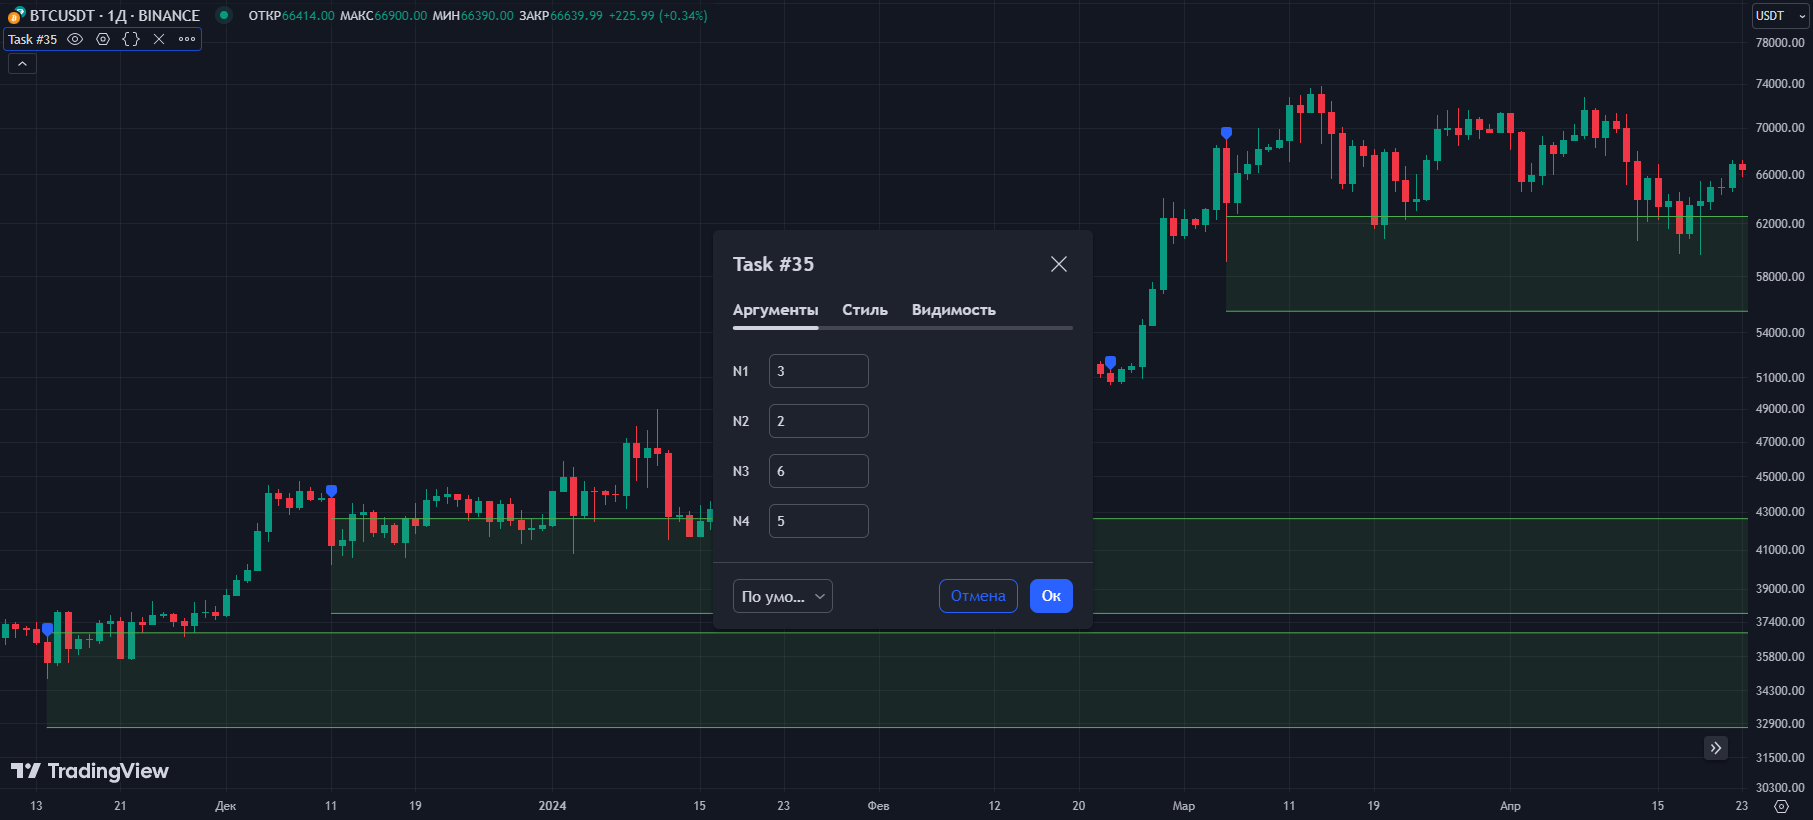 BTCUSDT · 1Д · BINANCE ОТКР66414.00 МАКС66900.00 МИН66390.00 ЗАКР66639.99 +225.99 (+0.34%)
USDT
Task #35
78000.00
74000.00
70000.00
66000.00
62000.00
58000.00
54000.00
51000.00
49000.00
47000.00
45000.00
43000.00
41000.00
39000.00
37400.00
35800.00
34300.00
32900.00
31500.00
30300.00
Task #35
Аргументы Стиль Видимость
N1 3
N2 2
N3 6
N4 5
По умо... Отмена Ок
TradingView
13 21 Дек 11 19 2024 15 23 Фев 12 20 Мар 11 19 Апр 15 23